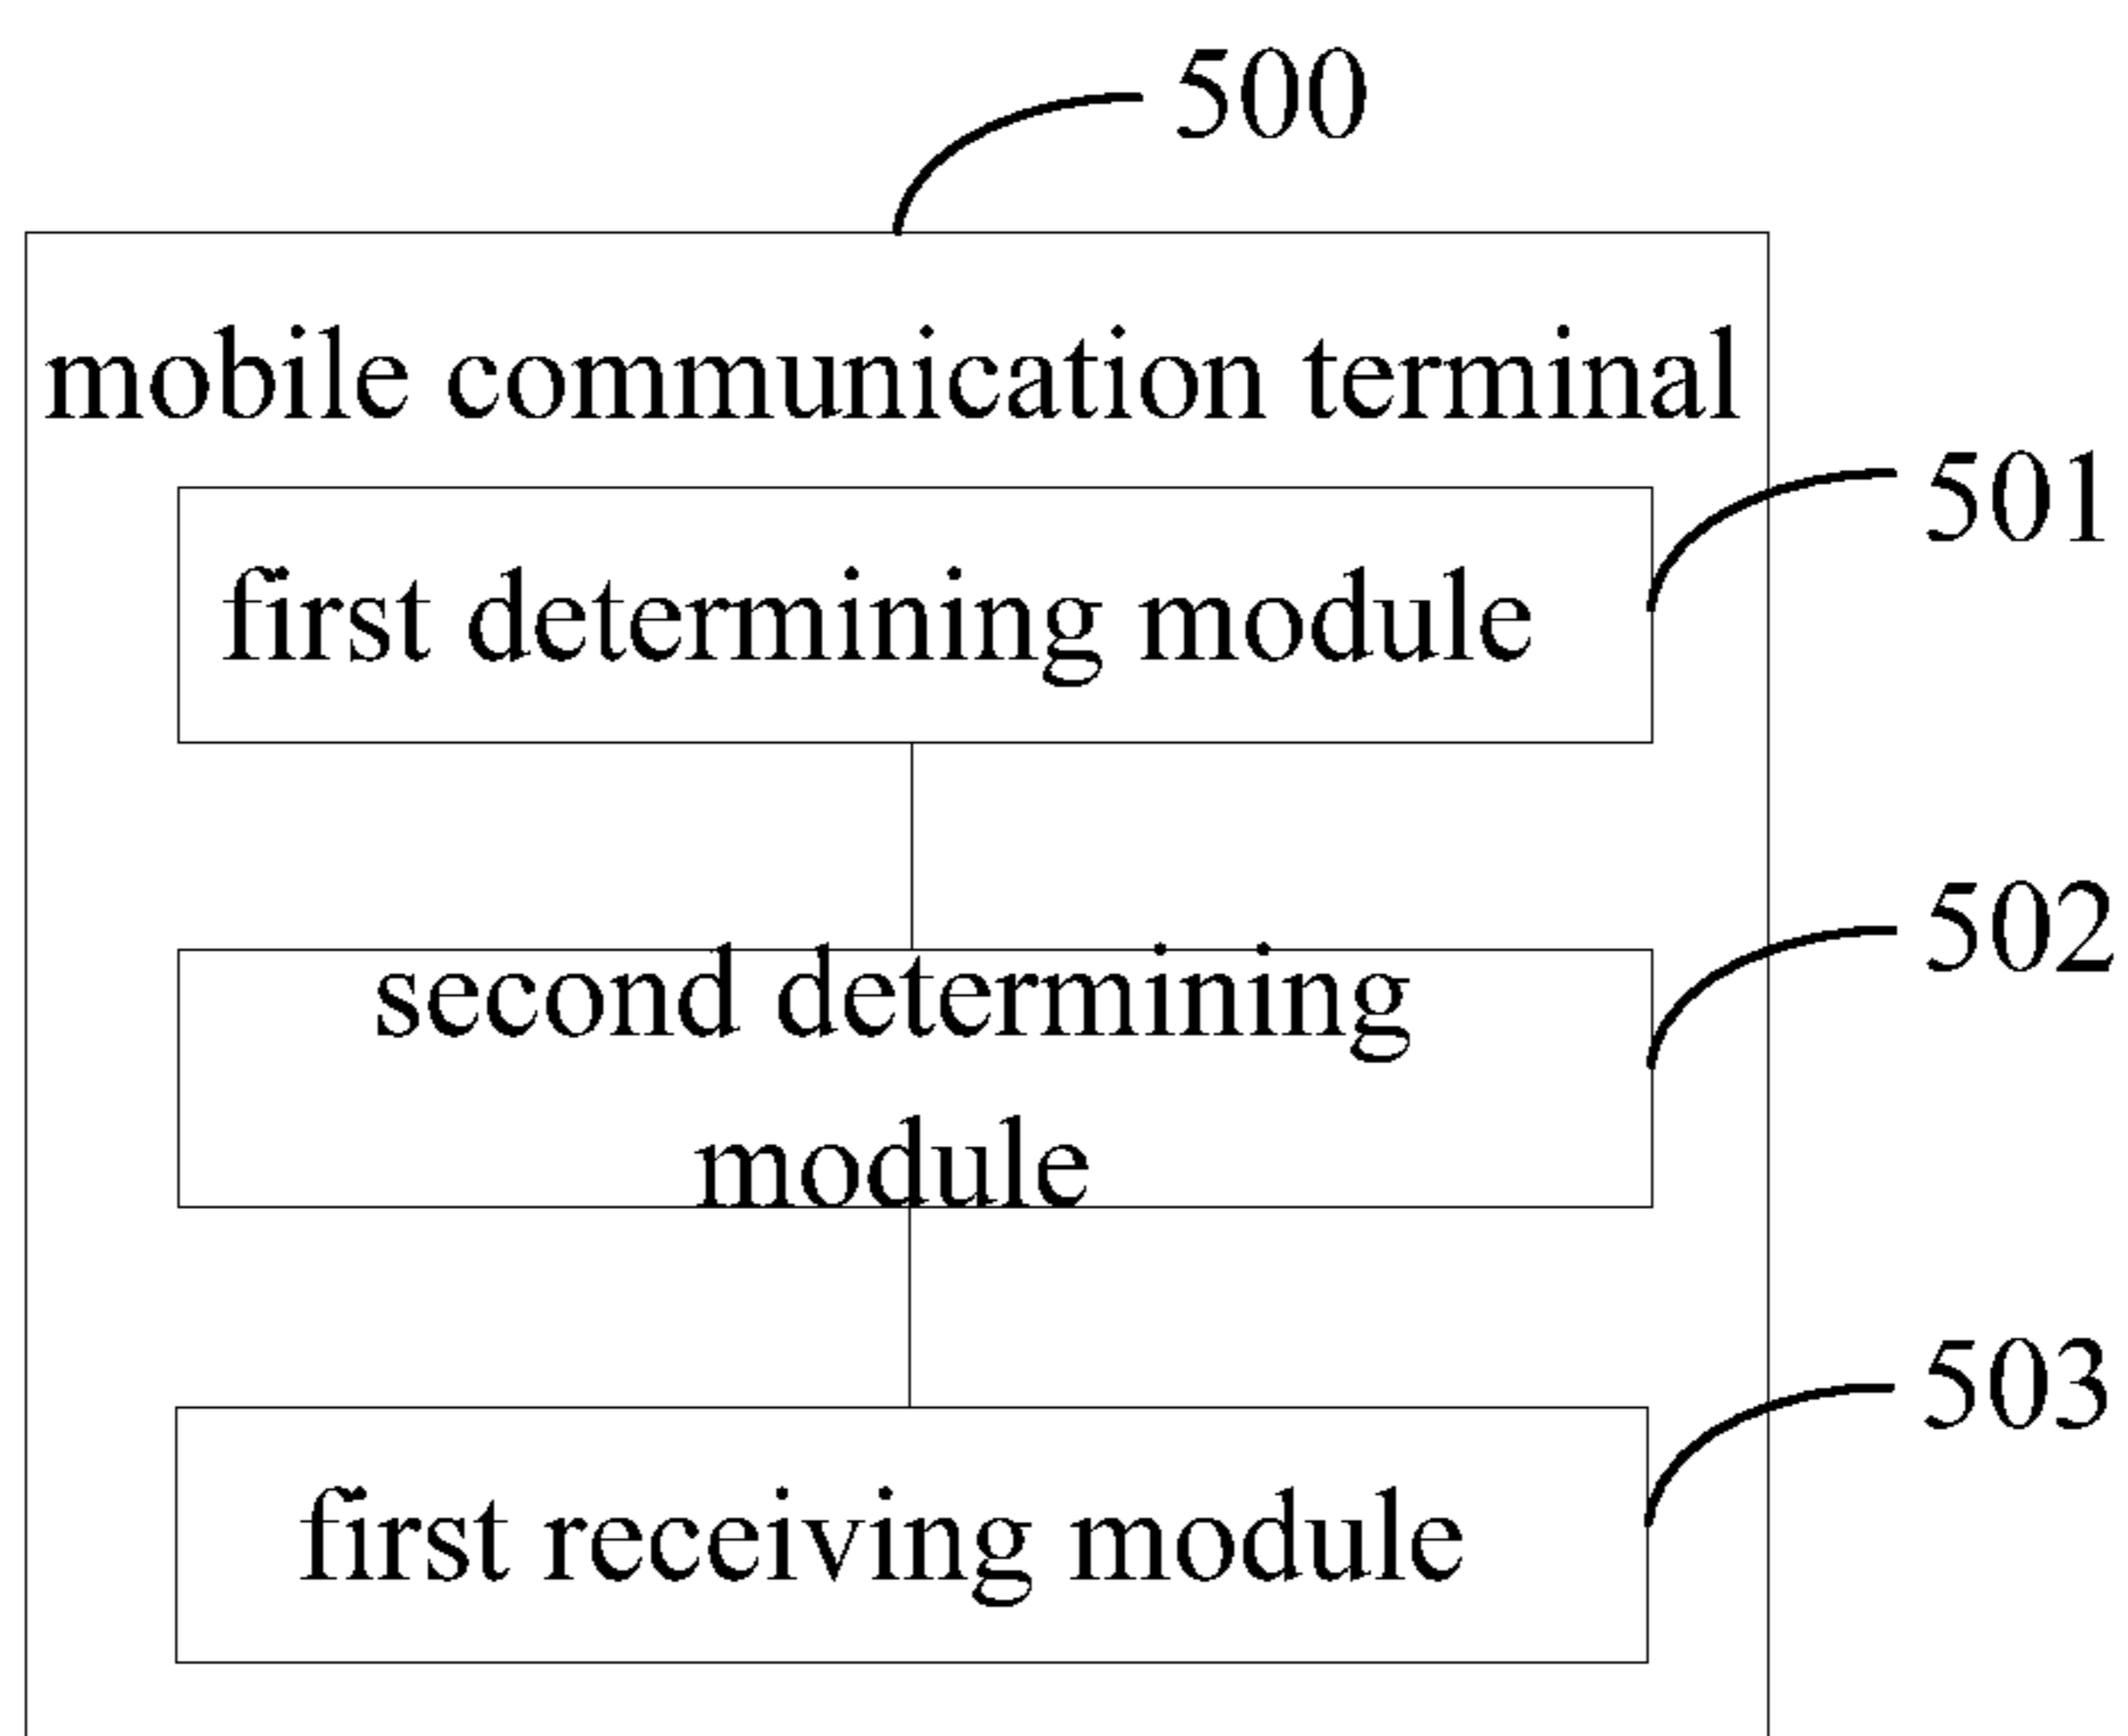 500
mobile communication terminal
501
first determining module
502
second determining
module
503
first receiving module